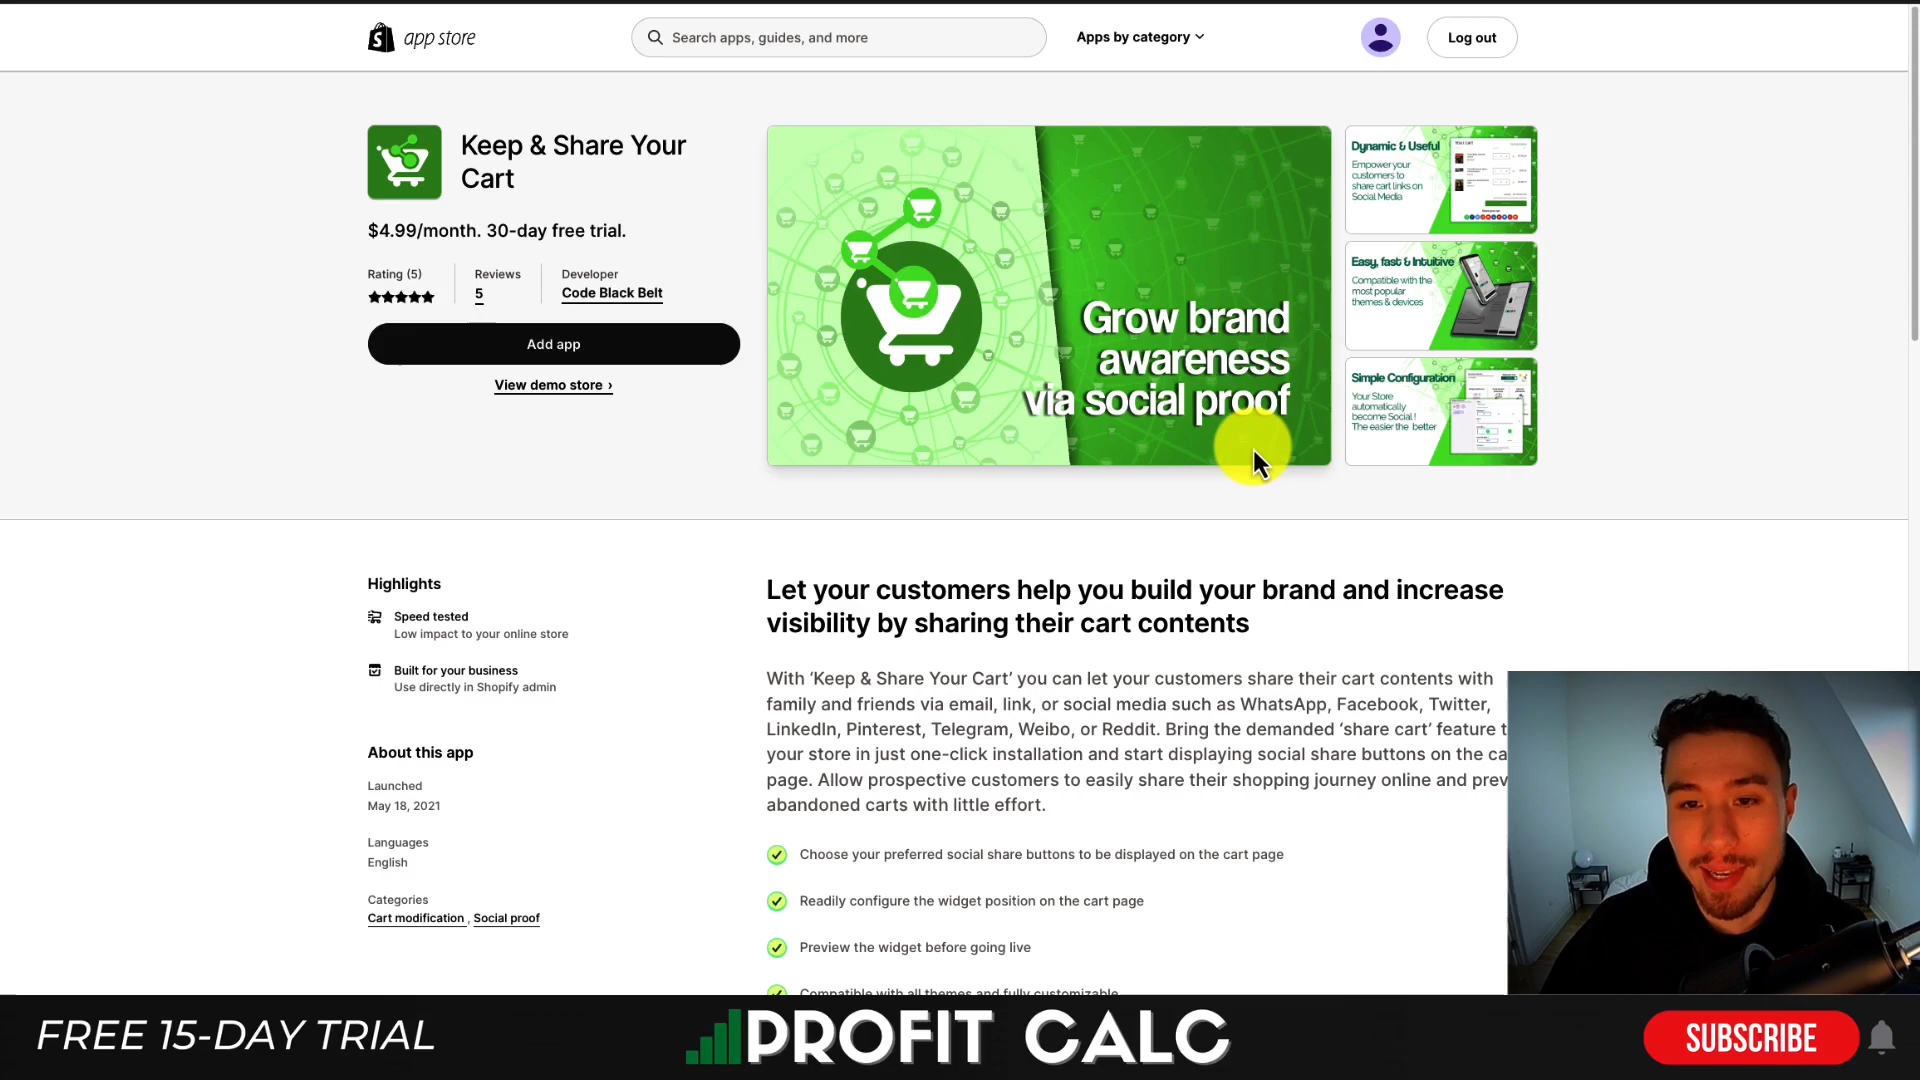 app store
Search apps, guides, and more
Apps by category
Log out
Keep & Share Your
Cart
$4.99/month. 30-day free trial.
Rating (5)
Reviews
5
Developer
Code Black Belt
Add app
View demo store ›
Grow brand
awareness
via social proof
Dynamic & Useful
Empower your
customers to
share cart links on
Social Media
Easy, fast & Intuitive
Compatible with the
most popular
themes & devices
Simple Configuration
Your Store
automatically
become Social !
The easier the better
Highlights
Speed tested
Low impact to your online store
Built for your business
Use directly in Shopify admin
About this app
Launched
May 18, 2021
Languages
English
Categories
Cart modification , Social proof
Let your customers help you build your brand and increase
visibility by sharing their cart contents
With ‘Keep & Share Your Cart’ you can let your customers share their cart contents with
family and friends via email, link, or social media such as WhatsApp, Facebook, Twitter,
LinkedIn, Pinterest, Telegram, Weibo, or Reddit. Bring the demanded ‘share cart’ feature t
your store in just one-click installation and start displaying social share buttons on the ca
page. Allow prospective customers to easily share their shopping journey online and prev
abandoned carts with little effort.
Choose your preferred social share buttons to be displayed on the cart page
Readily configure the widget position on the cart page
Preview the widget before going live
Compatible with all themes and fully customizable
FREE 15-DAY TRIAL
PROFIT CALC
SUBSCRIBE